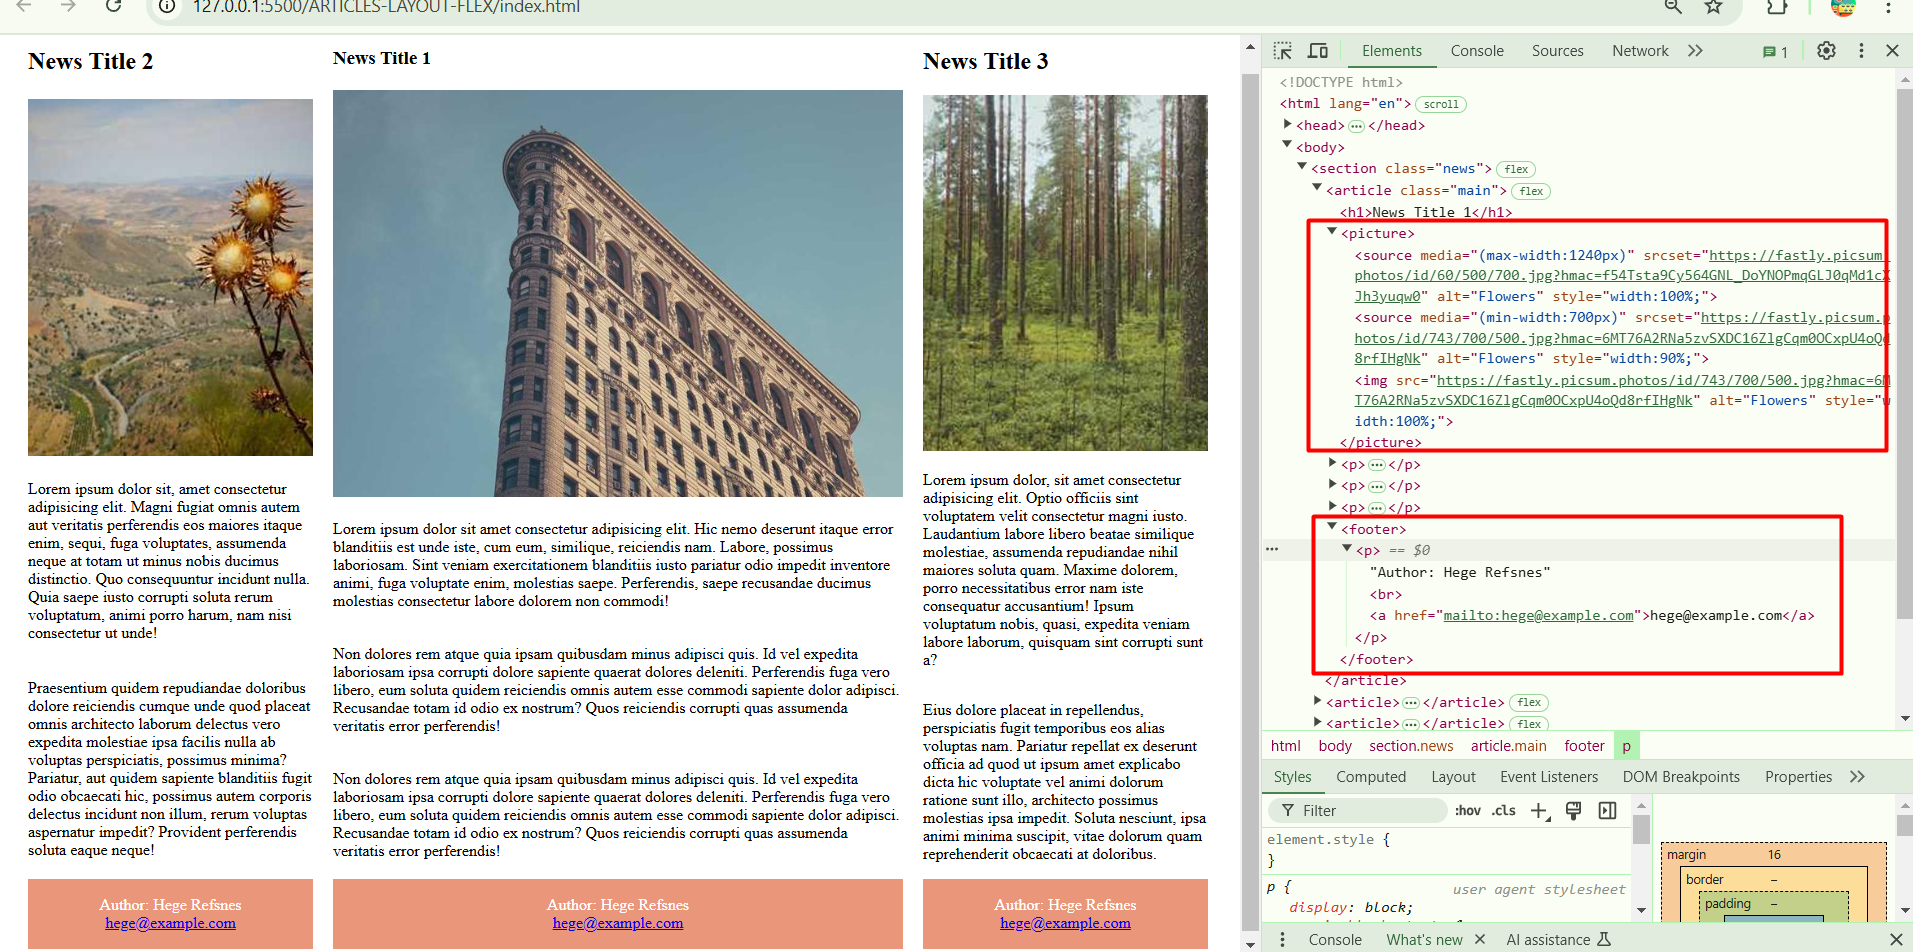 127.0.0.1:5500/ARTICLES-LAYOUT-FLEX/index.html
News Title 2
Lorem ipsum dolor sit, amet consectetur
adipisicing elit. Magni fugiat omnis autem
aut veritatis perferendis eos maiores itaque
enim, sequi, fuga voluptates, assumenda
neque at totam ut minus nobis ducimus
distinctio. Quo consequuntur incidunt nulla.
Quia saepe iusto corrupti soluta rerum
voluptatum, animi porro harum, nam nisi
consectetur ut unde!
Praesentium quidem repudiandae doloribus
dolore reiciendis cumque unde quod placeat
omnis architecto laborum delectus vero
expedita molestiae ipsa facilis nulla ab
voluptas perspiciatis, possimus minima?
Pariatur, aut quidem sapiente blanditiis fugit
odio obcaecati hic, possimus autem corporis
delectus incidunt non illum, rerum voluptas
aspernatur impedit? Provident perferendis
soluta eaque neque!
Author: Hege Refsnes
hege@example.com
News Title 1
Lorem ipsum dolor sit amet consectetur adipisicing elit. Hic nemo deserunt itaque error
blanditiis est unde iste, cum eum, similique, reiciendis nam. Labore, possimus
laboriosam. Sint veniam exercitationem blanditiis iusto pariatur odio impedit inventore
animi, fuga voluptate enim, molestias saepe. Perferendis, saepe recusandae ducimus
molestias consectetur labore dolorem non commodi!
Non dolores rem atque quia ipsam quibusdam minus adipisci quis. Id vel expedita
laboriosam ipsa corrupti dolore sapiente quaerat dolores deleniti. Perferendis fuga vero
libero, eum soluta quidem reiciendis omnis autem esse commodi sapiente dolor adipisci.
Recusandae totam id odio ex nostrum? Quos reiciendis corrupti quas assumenda
veritatis error perferendis!
Non dolores rem atque quia ipsam quibusdam minus adipisci quis. Id vel expedita
laboriosam ipsa corrupti dolore sapiente quaerat dolores deleniti. Perferendis fuga vero
libero, eum soluta quidem reiciendis omnis autem esse commodi sapiente dolor adipisci.
Recusandae totam id odio ex nostrum? Quos reiciendis corrupti quas assumenda
veritatis error perferendis!
Author: Hege Refsnes
hege@example.com
News Title 3
Lorem ipsum dolor, sit amet consectetur
adipisicing elit. Optio officiis sint
voluptatem velit consectetur magni iusto.
Laudantium labore libero beatae similique
molestiae, assumenda repudiandae nihil
maiores soluta quam. Maxime dolorem,
porro necessitatibus error nam iste
consequatur accusantium! Ipsum
voluptatum nobis, quasi, expedita veniam
labore laborum, quisquam sint corrupti sunt
a?
Eius dolore placeat in repellendus,
perspiciatis fugit temporibus eos alias
voluptas nam. Pariatur repellat ex deserunt
officia ad quod ut ipsum amet explicabo
dicta hic voluptate vel animi dolorum
ratione sunt illo, architecto possimus
molestias ipsa impedit. Soluta nesciunt, ipsa
animi minima suscipit, vitae dolorum quam
reprehenderit obcaecati at doloribus.
Author: Hege Refsnes
hege@example.com
Elements Console Sources Network 1
<!DOCTYPE html>
<html lang="en"> scroll
<head> ••• </head>
<body>
<section class="news"> flex
<article class="main"> flex
<h1>News Title 1</h1>
<picture>
<source media="(max-width:1240px)" srcset="https://fastly.picsum.
photos/id/60/500/700.jpg?hmac=f54Tsta9Cy564GNL_DoYNOPmqGLJ0qMd1cX
Jh3yuqw0" alt="Flowers" style="width:100%;">
<source media="(min-width:700px)" srcset="https://fastly.picsum.p
hotos/id/743/700/500.jpg?hmac=6MT76A2RNa5zvSXDC16ZlgCqm0OCxpU4oQd
8rfIHgNk" alt="Flowers" style="width:90%;">
<img src="https://fastly.picsum.photos/id/743/700/500.jpg?hmac=6M
T76A2RNa5zvSXDC16ZlgCqm0OCxpU4oQd8rfIHgNk" alt="Flowers" style="w
idth:100%;">
</picture>
<p> ••• </p>
<p> ••• </p>
<p> ••• </p>
<footer>
••• <p> == $0
"Author: Hege Refsnes"
<br>
<a href="mailto:hege@example.com">hege@example.com</a>
</p>
</footer>
</article>
<article> ••• </article> flex
<article> ••• </article> flex
html body section.news article.main footer p
Styles Computed Layout Event Listeners DOM Breakpoints Properties
Filter :hov .cls
element.style {
}
p { user agent stylesheet
display: block;
margin 16
border –
padding –
Console What's new AI assistance